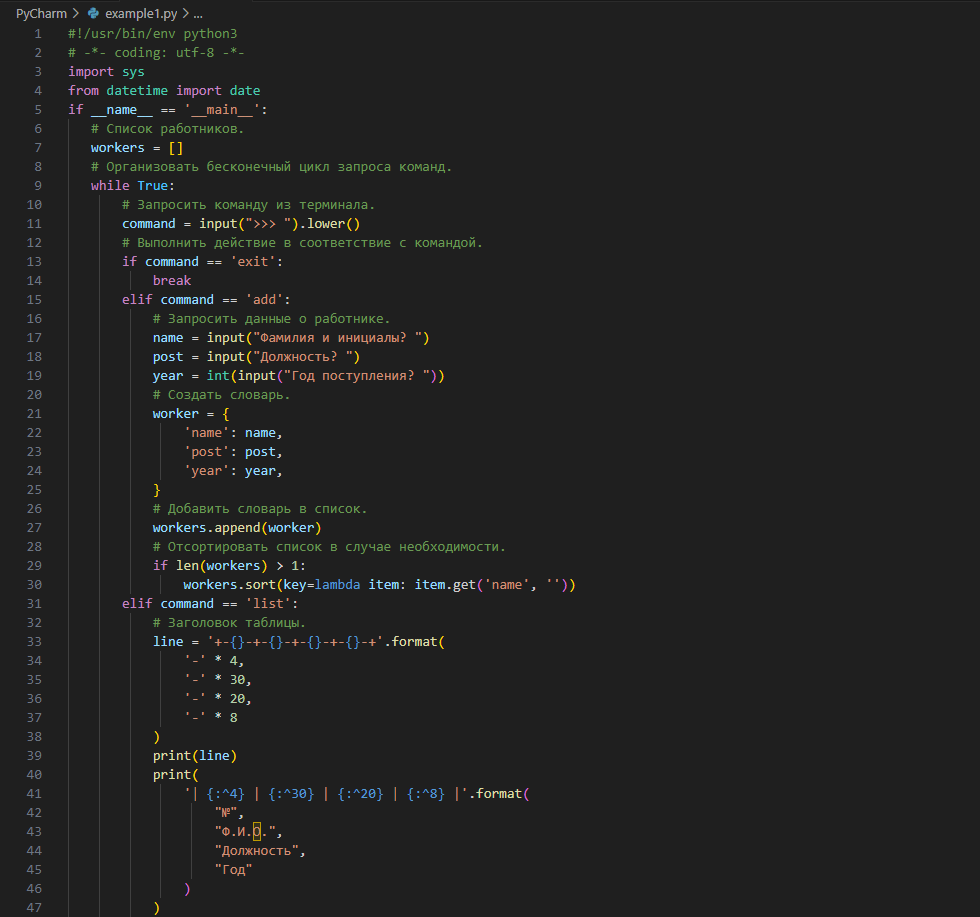 PyCharm > example1.py > ...
1 #!/usr/bin/env python3
2 # -*- coding: utf-8 -*-
3 import sys
4 from datetime import date
5 if __name__ == '__main__':
6     # Список работников.
7     workers = []
8     # Организовать бесконечный цикл запроса команд.
9     while True:
10         # Запросить команду из терминала.
11         command = input(">>> ").lower()
12         # Выполнить действие в соответствие с командой.
13         if command == 'exit':
14             break
15         elif command == 'add':
16             # Запросить данные о работнике.
17             name = input("Фамилия и инициалы? ")
18             post = input("Должность? ")
19             year = int(input("Год поступления? "))
20             # Создать словарь.
21             worker = {
22                 'name': name,
23                 'post': post,
24                 'year': year,
25             }
26             # Добавить словарь в список.
27             workers.append(worker)
28             # Отсортировать список в случае необходимости.
29             if len(workers) > 1:
30                 workers.sort(key=lambda item: item.get('name', ''))
31         elif command == 'list':
32             # Заголовок таблицы.
33             line = '+-{}-+-{}-+-{}-+-{}-+'.format(
34                 '-' * 4,
35                 '-' * 30,
36                 '-' * 20,
37                 '-' * 8
38             )
39             print(line)
40             print(
41                 '| {:^4} | {:^30} | {:^20} | {:^8} |'.format(
42                     "№",
43                     "Ф.И.О.",
44                     "Должность",
45                     "Год"
46                 )
47             )